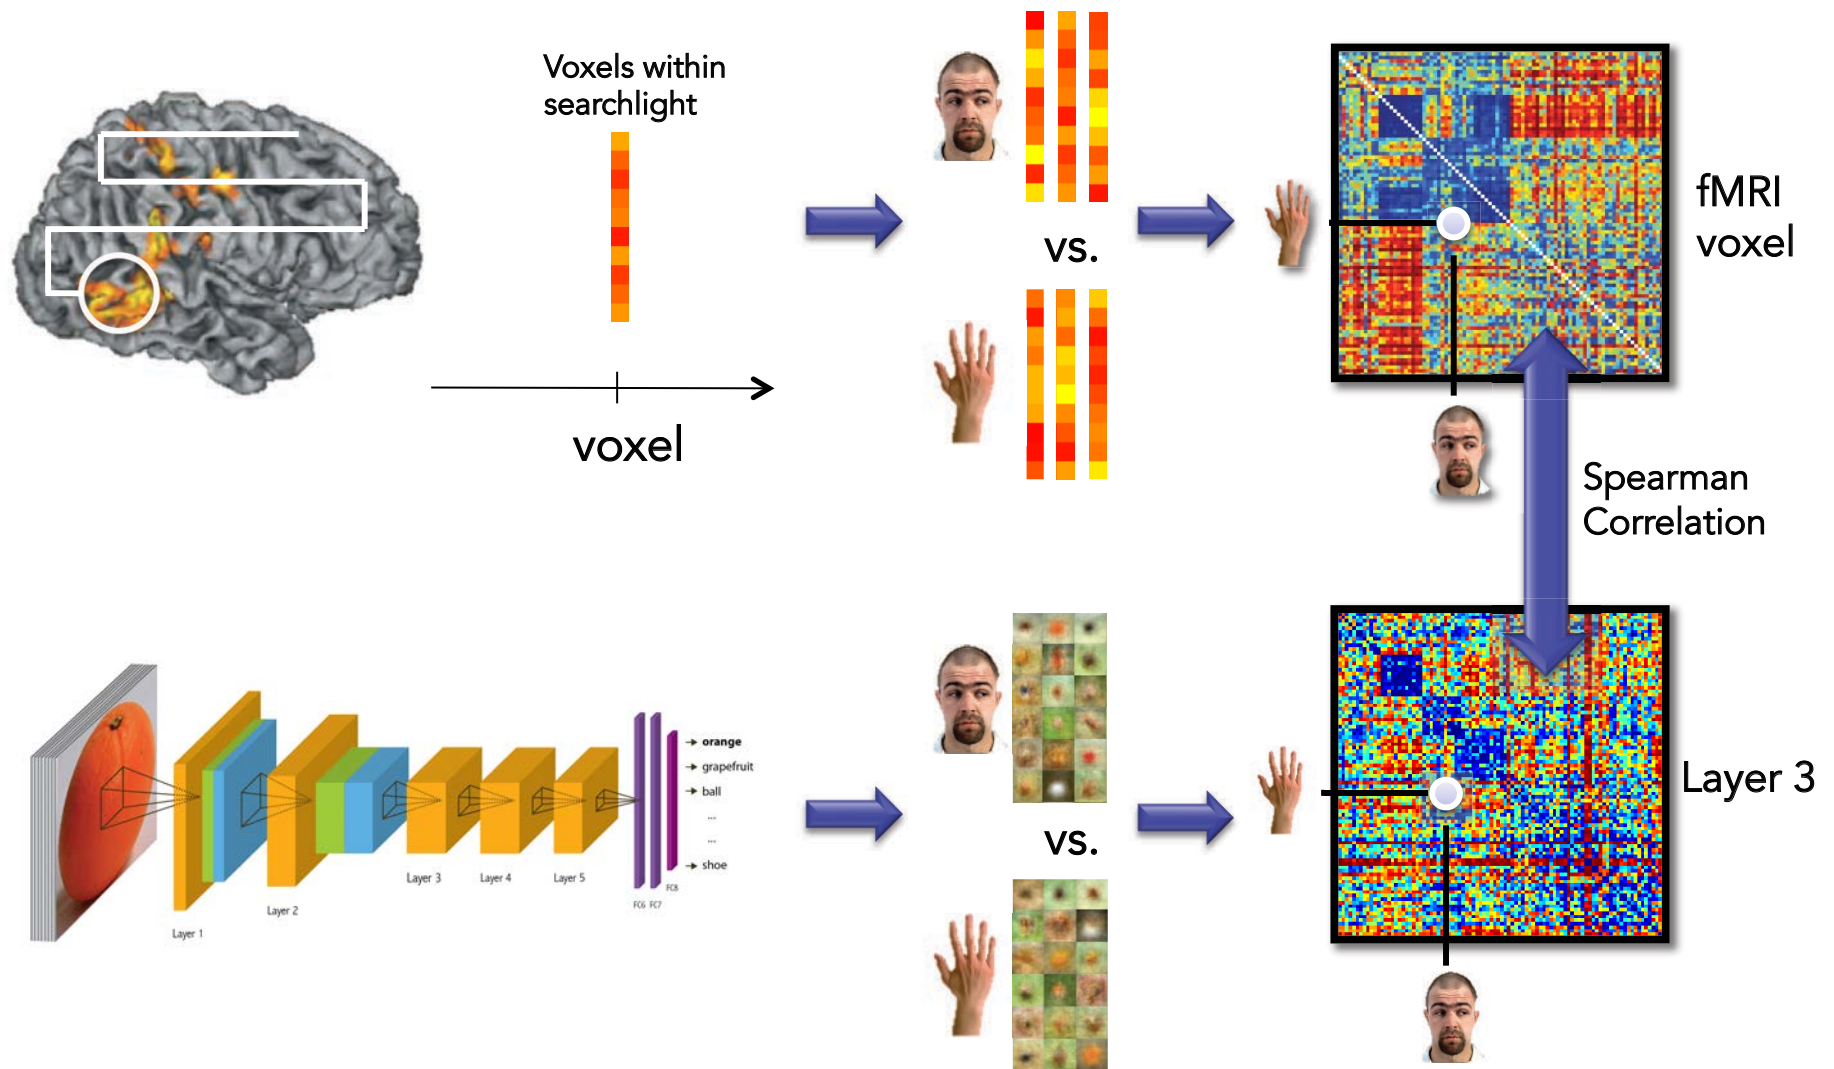 Voxels within
searchlight
voxel
vs.
fMRI
voxel
Spearman
Correlation
orange
grapefruit
ball
...
...
shoe
Layer 1
Layer 2
Layer 3
Layer 4
Layer 5
FC6
FC7
FC8
vs.
Layer 3